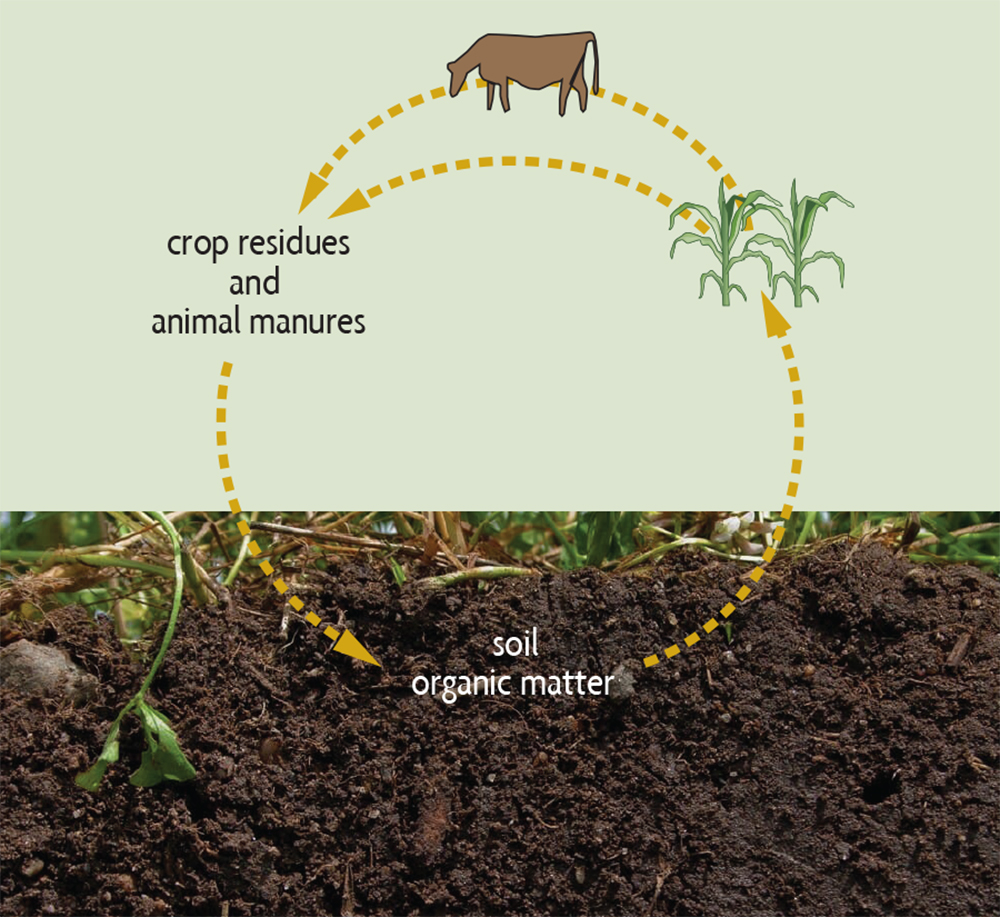 crop residues
and
animal manures
soil
organic matter